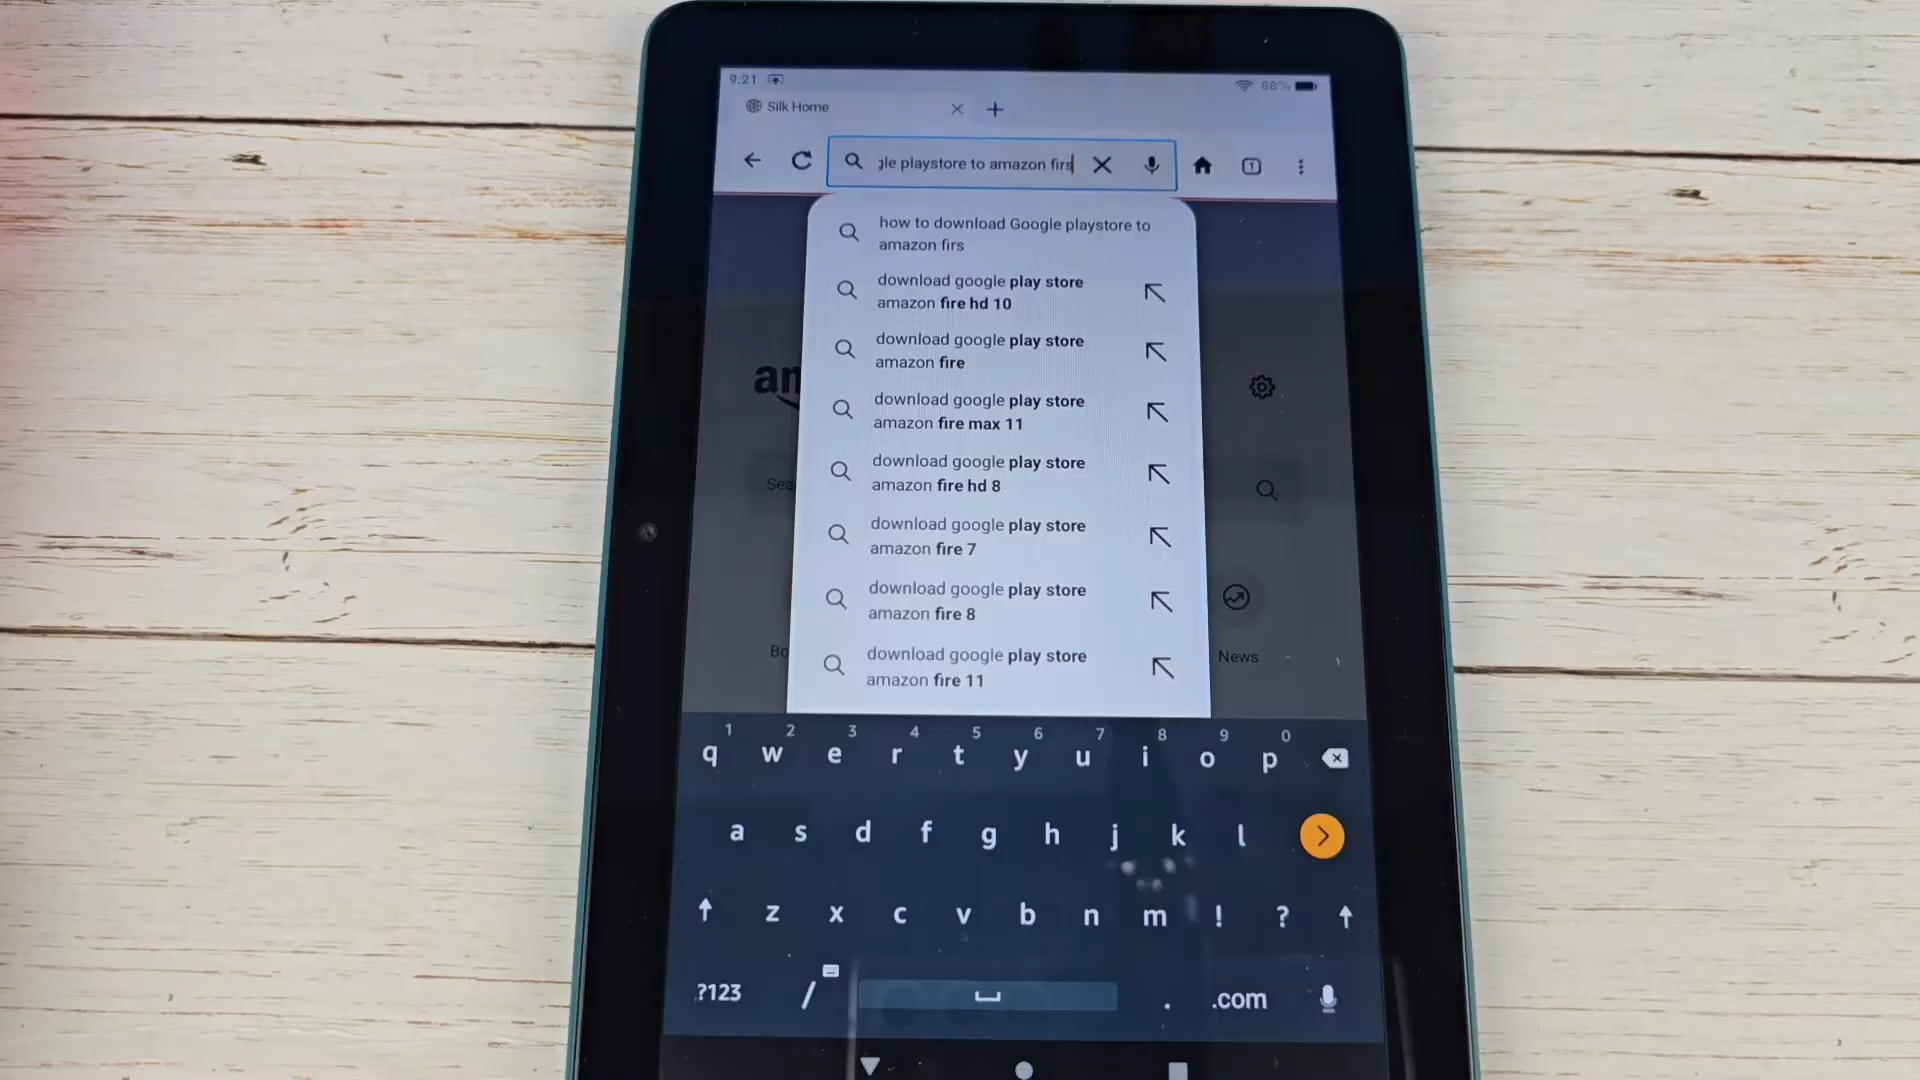 9:21 88%
Silk Home
gle playstore to amazon firs
how to download Google playstore to
amazon firs
download google play store
amazon fire hd 10
download google play store
amazon fire
download google play store
amazon fire max 11
download google play store
amazon fire hd 8
download google play store
amazon fire 7
download google play store
amazon fire 8
download google play store
amazon fire 11
am
Sea
Bo
News
1 2 3 4 5 6 7 8 9 0
q w e r t y u i o p
a s d f g h j k l
z x c v b n m ! ?
?123 / . .com